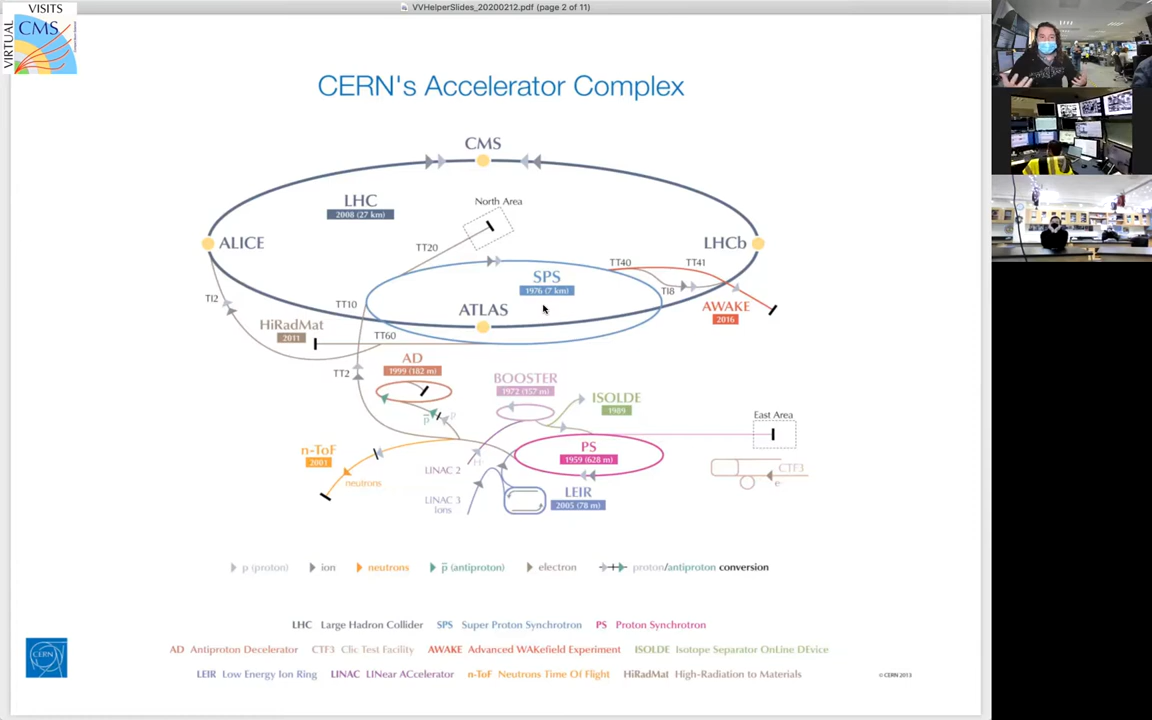 VVHelperSlides_20200212.pdf (page 2 of 11)
VIRTUAL
VISITS
CMS
CERN's Accelerator Complex
CMS
LHC
2008 (27 km)
North Area
ALICE
TT20
LHCb
TT40
TT41
SPS
1976 (7 km)
TI8
TI2
TT10
ATLAS
AWAKE
2016
HiRadMat
2011
TT60
AD
1999 (182 m)
TT2
BOOSTER
1972 (157 m)
ISOLDE
1989
p̅
p
East Area
n-ToF
2001
PS
1959 (628 m)
LINAC 2
neutrons
CTF3
e
LEIR
2005 (78 m)
LINAC 3
Ions
p (proton)
ion
neutrons
p̅ (antiproton)
electron
proton/antiproton conversion
LHC Large Hadron Collider
SPS Super Proton Synchrotron
PS Proton Synchrotron
AD Antiproton Decelerator
CTF3 Clic Test Facility
AWAKE Advanced WAKefield Experiment
ISOLDE Isotope Separator OnLine DEvice
LEIR Low Energy Ion Ring
LINAC LINear ACcelerator
n-ToF Neutrons Time Of Flight
HiRadMat High-Radiation to Materials
CERN
© CERN 2013